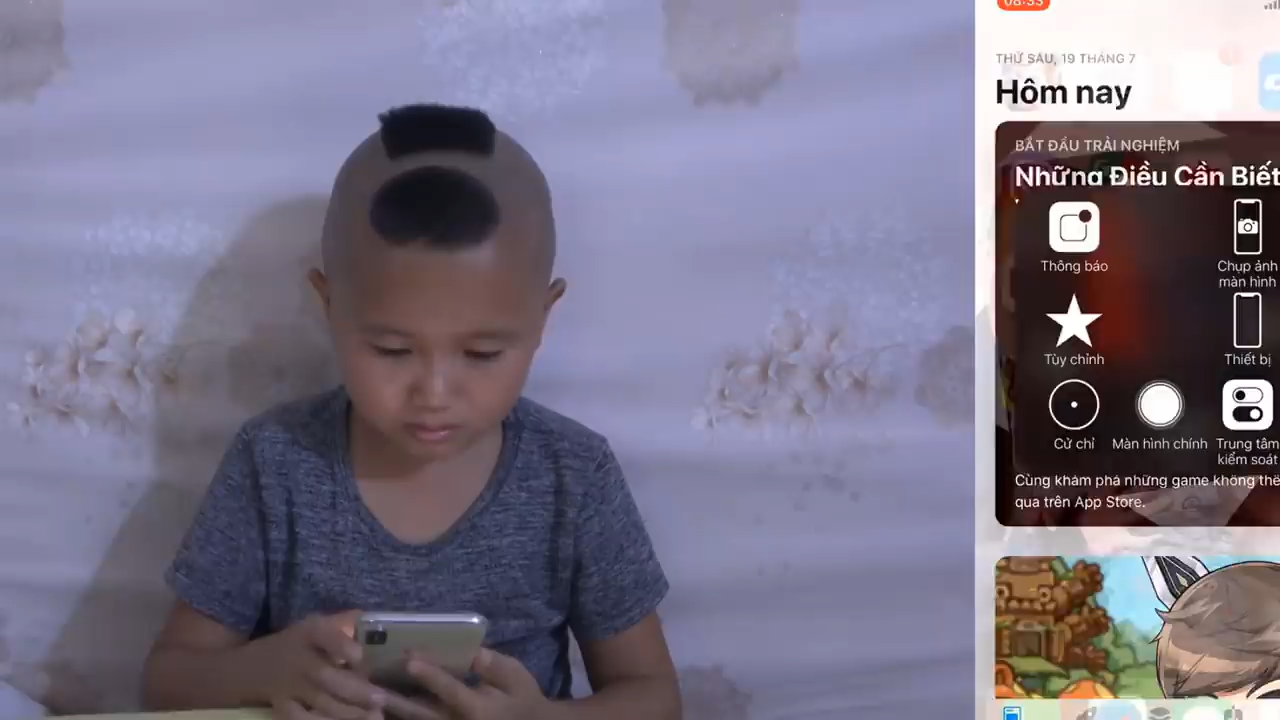 08:33
THỨ SÁU, 19 THÁNG 7
Hôm nay
BẮT ĐẦU TRẢI NGHIỆM
Những Điều Cần Biết
Thông báo
Chụp ảnh
màn hình
Tùy chỉnh
Thiết bị
Cử chỉ
Màn hình chính
Trung tâm
kiểm soát
Cùng khám phá những game không thể
qua trên App Store.